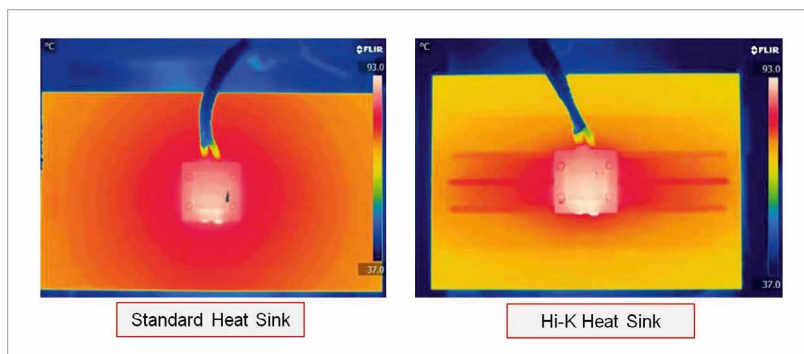 °C
FLIR
93.0
37.0
°C
FLIR
93.0
37.0
Standard Heat Sink
Hi-K Heat Sink